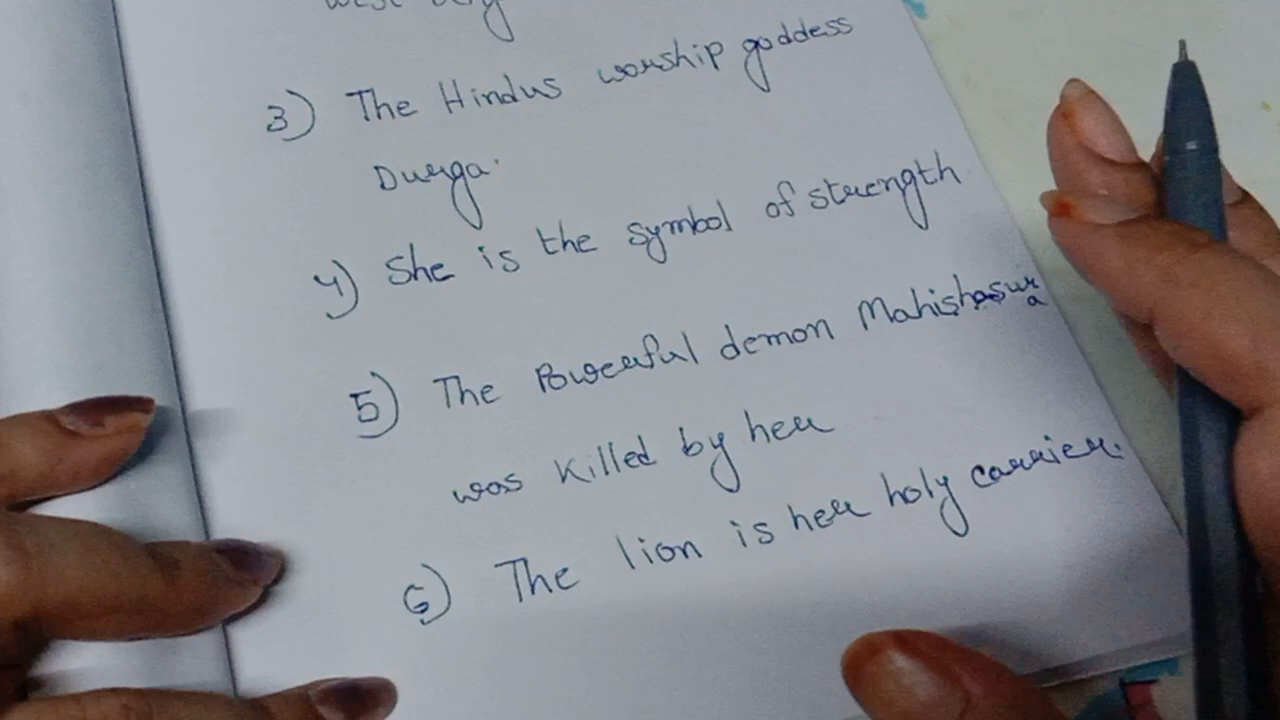 3) The Hindus worship goddess
Durga.
4) She is the symbol of strength
5) The Powerful demon Mahishasura
was killed by her
6) The lion is her holy carrier.